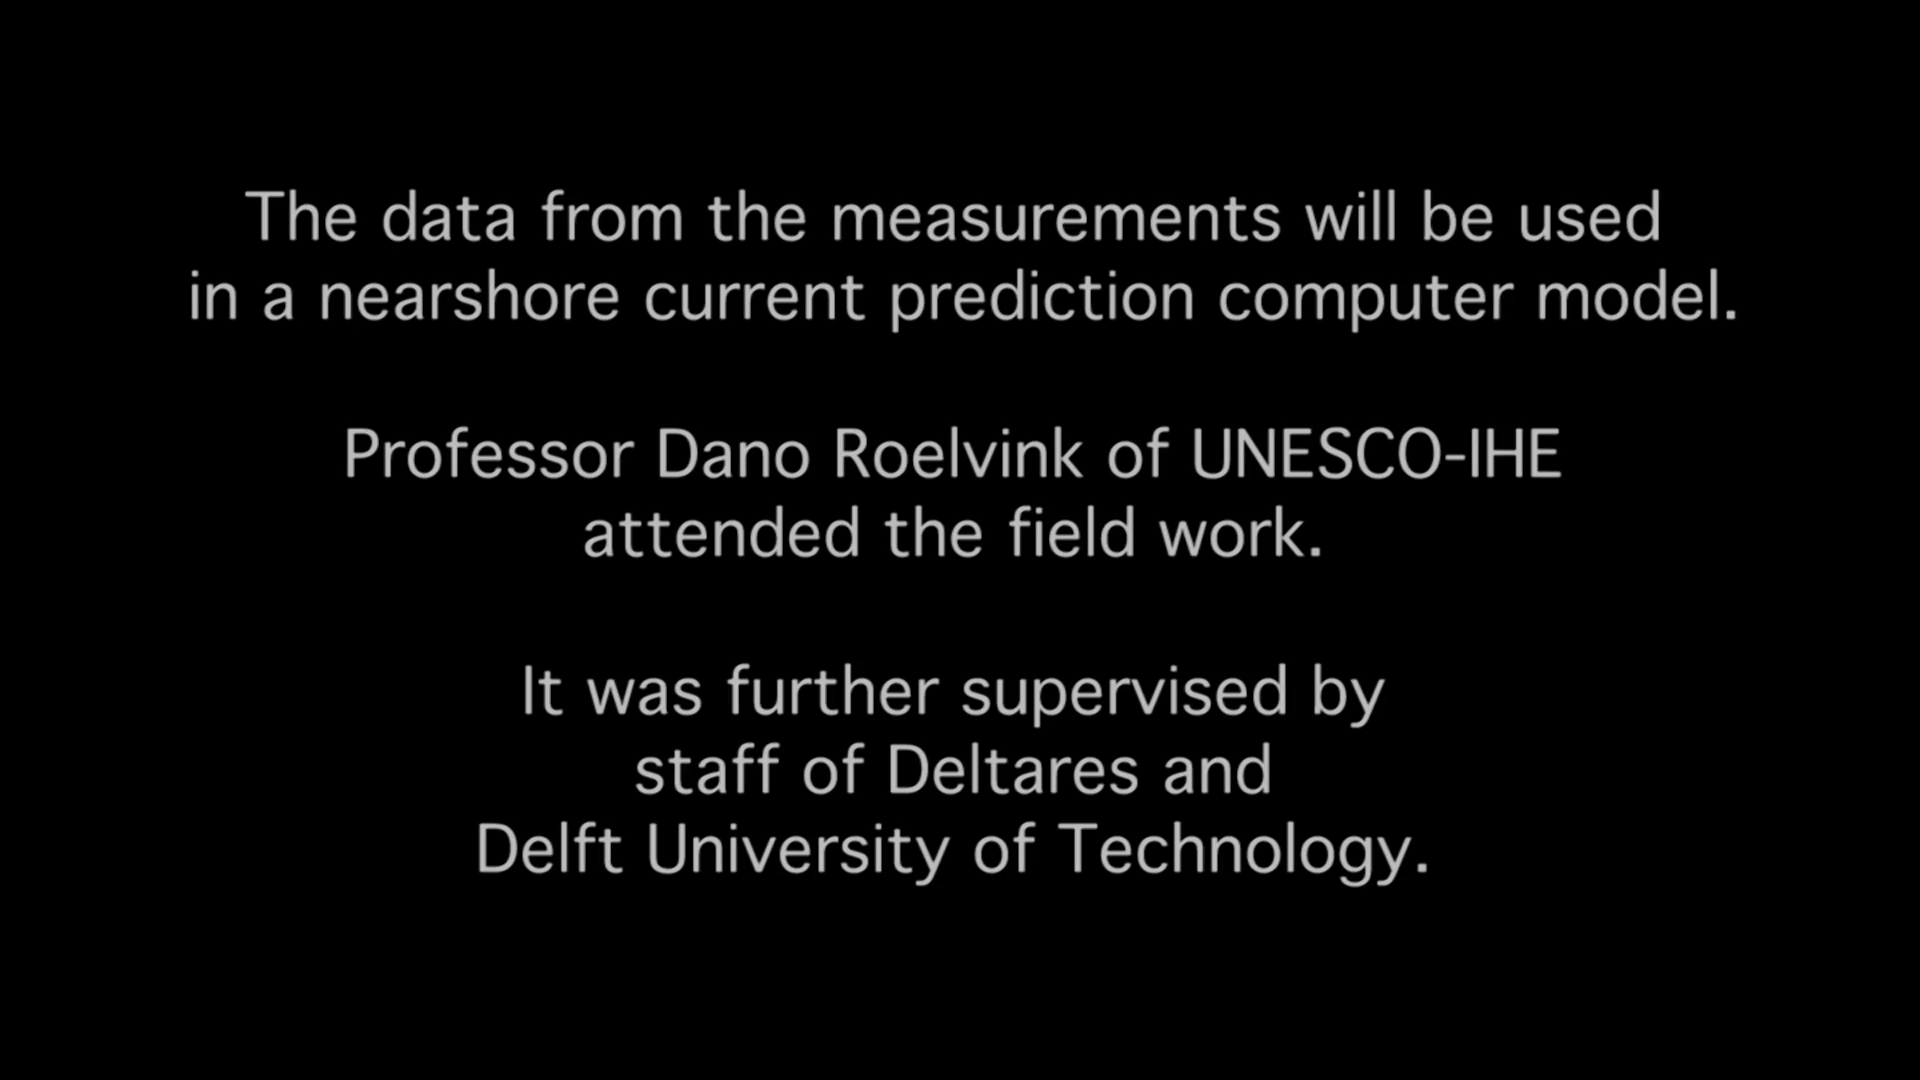 The data from the measurements will be used
in a nearshore current prediction computer model.
Professor Dano Roelvink of UNESCO-IHE
attended the field work.
It was further supervised by
staff of Deltares and
Delft University of Technology.